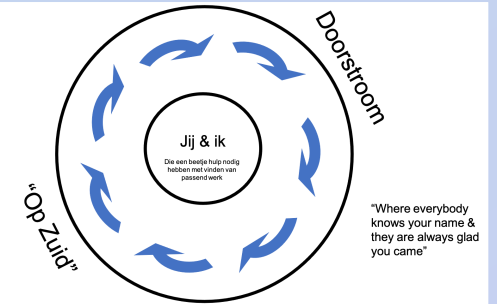 Doorstroom
Jij & ik
Die een beetje hulp nodig
hebben met vinden van
passend werk
"Op Zuid"
“Where everybody
knows your name &
they are always glad
you came”